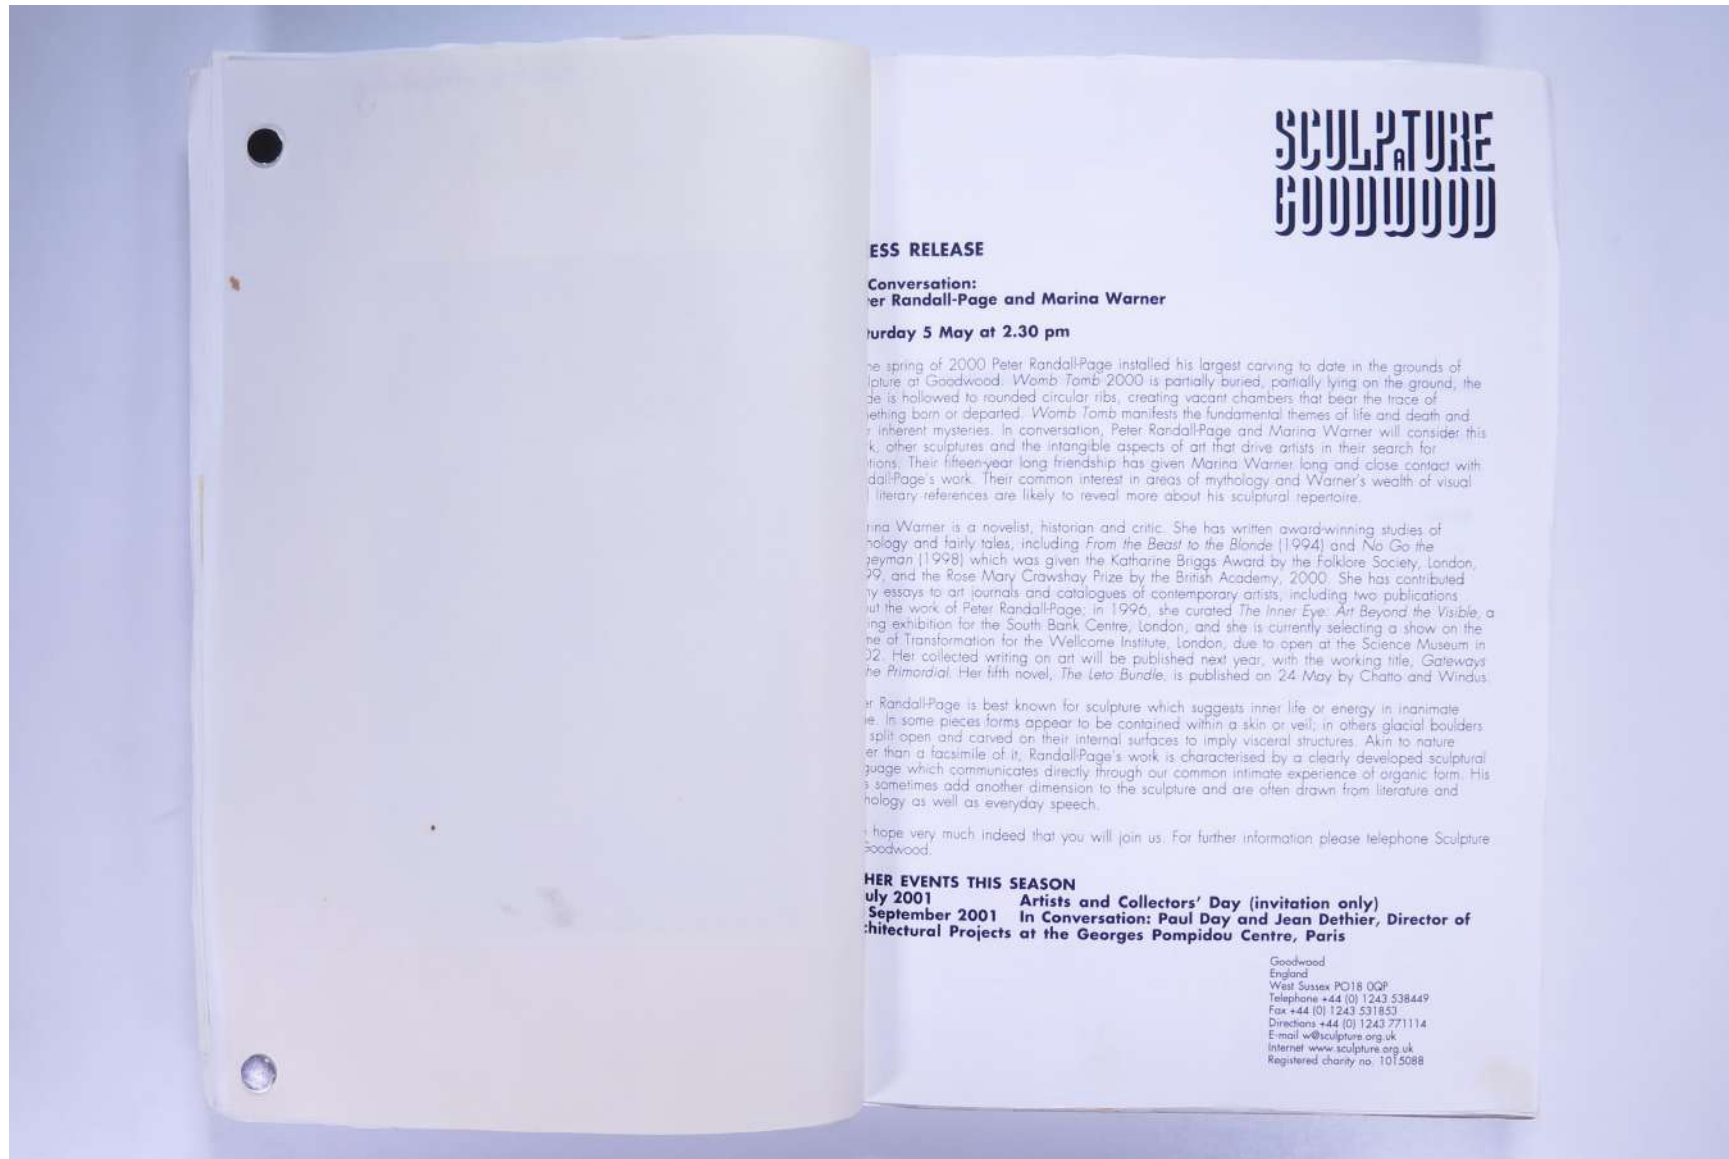 SCULPATURE
GOODWOOD
ESS RELEASE
Conversation:
er Randall-Page and Marina Warner
urday 5 May at 2.30 pm
he spring of 2000 Peter Randall-Page installed his largest carving to date in the grounds of
lpture at Goodwood. Womb Tomb 2000 is partially buried, partially lying on the ground, the
de is hollowed to rounded circular ribs, creating vacant chambers that bear the trace of
ething born or departed. Womb Tomb manifests the fundamental themes of life and death and
r inherent mysteries. In conversation, Peter Randall-Page and Marina Warner will consider this
k, other sculptures and the intangible aspects of art that drive artists in their search for
tions. Their fifteen-year long friendship has given Marina Warner long and close contact with
dall-Page's work. Their common interest in areas of mythology and Warner's wealth of visual
literary references are likely to reveal more about his sculptural repertoire.
rina Warner is a novelist, historian and critic. She has written award-winning studies of
hology and fairly tales, including From the Beast to the Blonde (1994) and No Go the
geyman (1998) which was given the Katharine Briggs Award by the Folklore Society, London,
99, and the Rose Mary Crawshay Prize by the British Academy, 2000. She has contributed
ny essays to art journals and catalogues of contemporary artists, including two publications
ut the work of Peter Randall-Page; in 1996, she curated The Inner Eye: Art Beyond the Visible, a
ing exhibition for the South Bank Centre, London, and she is currently selecting a show on the
me of Transformation for the Wellcome Institute, London, due to open at the Science Museum in
02. Her collected writing on art will be published next year, with the working title, Gateways
he Primordial. Her fifth novel, The Leto Bundle, is published on 24 May by Chatto and Windus.
er Randall-Page is best known for sculpture which suggests inner life or energy in inanimate
e. In some pieces forms appear to be contained within a skin or veil; in others glacial boulders
split open and carved on their internal surfaces to imply visceral structures. Akin to nature
er than a facsimile of it, Randall-Page's work is characterised by a clearly developed sculptural
guage which communicates directly through our common intimate experience of organic form. His
s sometimes add another dimension to the sculpture and are often drawn from literature and
hology as well as everyday speech.
hope very much indeed that you will join us. For further information please telephone Sculpture
Goodwood.
HER EVENTS THIS SEASON
uly 2001 Artists and Collectors' Day (invitation only)
September 2001 In Conversation: Paul Day and Jean Dethier, Director of
chitectural Projects at the Georges Pompidou Centre, Paris
Goodwood
England
West Sussex PO18 0QP
Telephone +44 (0) 1243 538449
Fax +44 (0) 1243 531853
Directions +44 (0) 1243 771114
E-mail w@sculpture.org.uk
Internet www.sculpture.org.uk
Registered charity no. 1015088